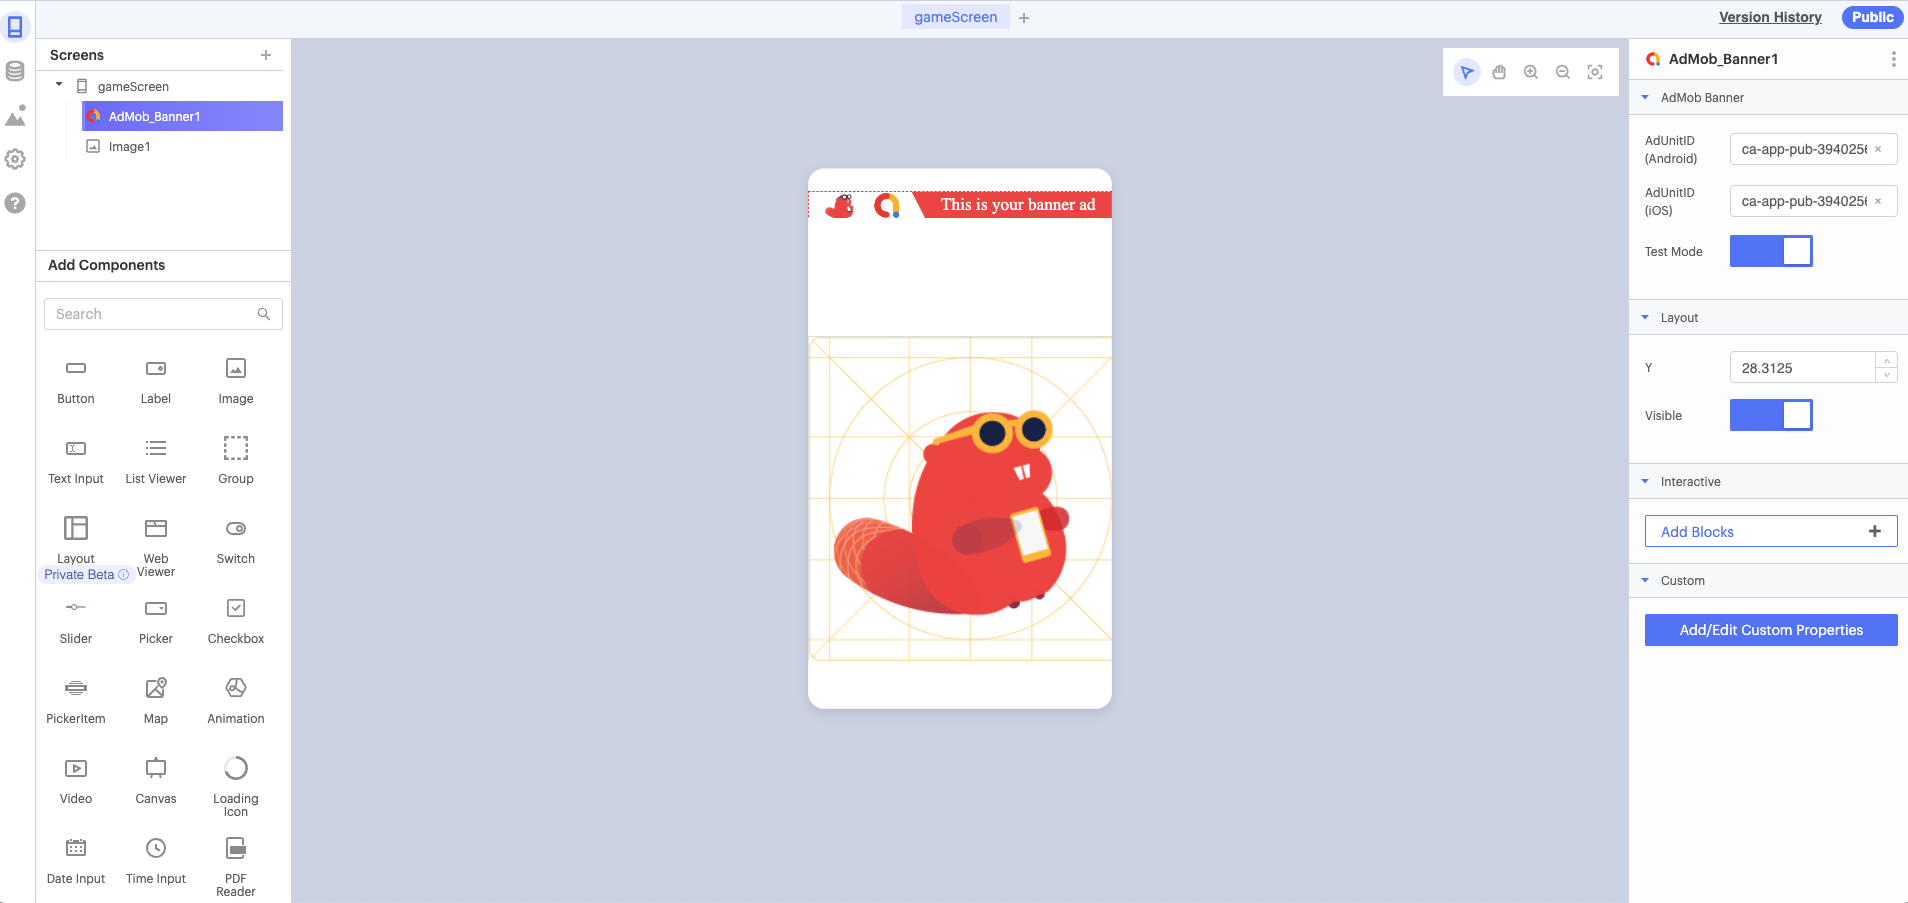 gameScreen
Version History
Public
Screens
gameScreen
AdMob_Banner1
Image1
Add Components
Search
Button
Label
Image
Text Input
List Viewer
Group
Layout
Private Beta
Web
Viewer
Switch
Slider
Picker
Checkbox
PickerItem
Map
Animation
Video
Canvas
Loading
Icon
Date Input
Time Input
PDF
Reader
This is your banner ad
AdMob_Banner1
AdMob Banner
AdUnitID
(Android)
ca-app-pub-3940256
AdUnitID
(iOS)
ca-app-pub-3940256
Test Mode
Layout
Y
28.3125
Visible
Interactive
Add Blocks
Custom
Add/Edit Custom Properties